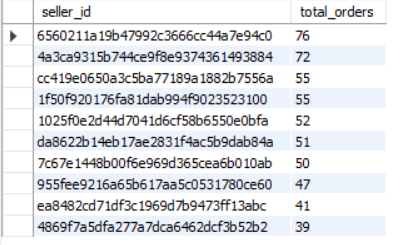 seller_id total_orders
6560211a19b47992c3666cc44a7e94c0 76
4a3ca9315b744ce9f8e9374361493884 72
cc419e0650a3c5ba77189a1882b7556a 55
1f50f920176fa81dab994f9023523100 55
1025f0e2d44d7041d6cf58b6550e0bfa 52
da8622b14eb17ae2831f4ac5b9dab84a 51
7c67e1448b00f6e969d365cea6b010ab 50
955fee9216a65b617aa5c0531780ce60 47
ea8482cd71df3c1969d7b9473ff13abc 41
4869f7a5dfa277a7dca6462dcf3b52b2 39